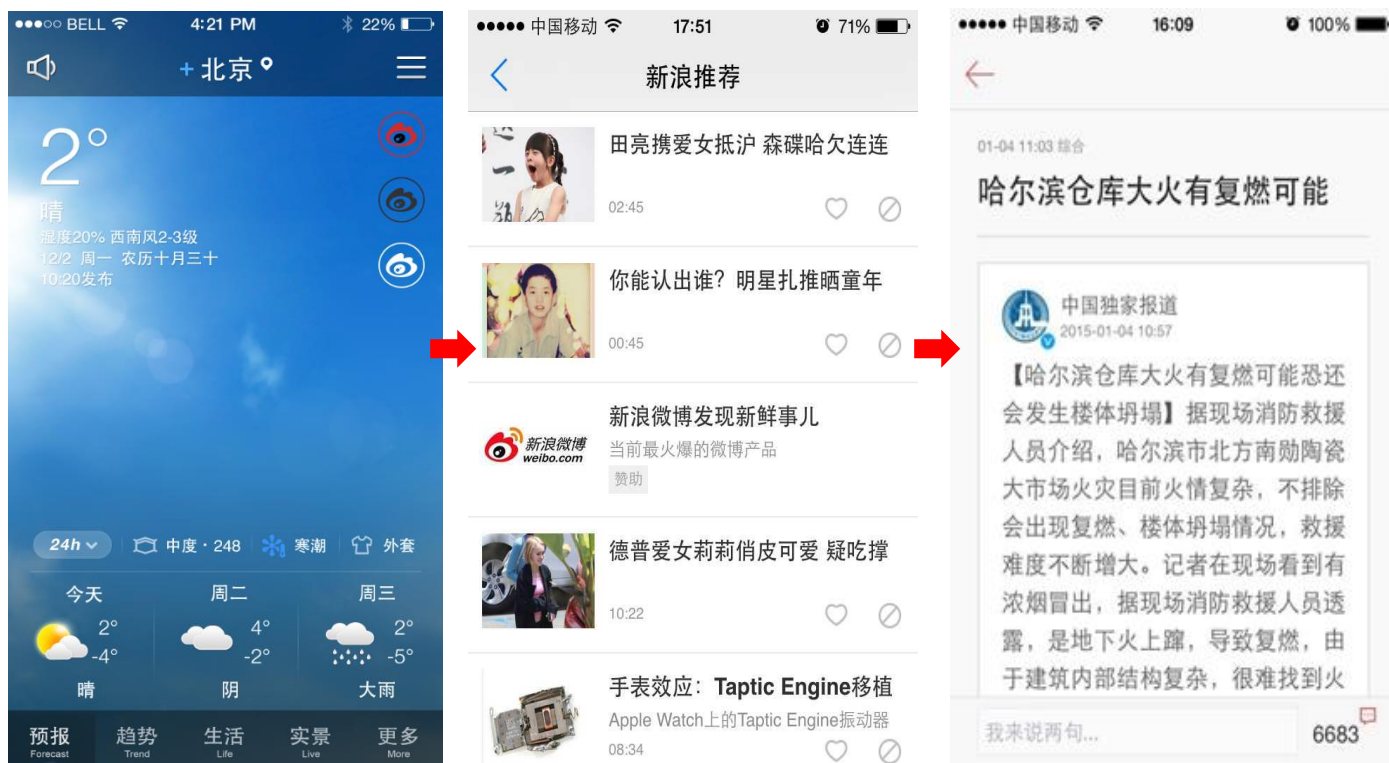 BELL 4:21 PM 22%
+ 北京
2°
晴
湿度20% 西南风2-3级
12/2 周一 农历十月三十
10:20发布
24h 中度·248 寒潮 外套
今天 周二 周三
2° 4° 2°
-4° -2° -5°
晴 阴 大雨
预报 趋势 生活 实景 更多
Forecast Trend Life Live More
中国移动 17:51 71%
新浪推荐
田亮携爱女抵沪 森碟哈欠连连
02:45
你能认出谁？明星扎推晒童年
00:45
新浪微博发现新鲜事儿
新浪微博
weibo.com
当前最火爆的微博产品
赞助
德普爱女莉莉俏皮可爱 疑吃撑
10:22
手表效应：Taptic Engine移植
Apple Watch上的Taptic Engine振动器
08:34
中国移动 16:09 100%
01-04 11:03 综合
哈尔滨仓库大火有复燃可能
中国独家报道
2015-01-04 10:57
【哈尔滨仓库大火有复燃可能恐还
会发生楼体坍塌】据现场消防救援
人员介绍，哈尔滨市北方南勋陶瓷
大市场火灾目前火情复杂，不排除
会出现复燃、楼体坍塌情况，救援
难度不断增大。记者在现场看到有
浓烟冒出，据现场消防救援人员透
露，是地下火上蹿，导致复燃，由
于建筑内部结构复杂，很难找到火
我来说两句... 6683